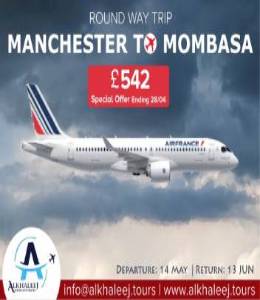 ROUND WAY TRIP
MANCHESTER TO MOMBASA
£542
Special Offer Ending 28/04
AIRFRANCE
ALKHALEEJ
DEPARTURE: 14 MAY | RETURN: 13 JUN
info@alkhaleej.tours | www.alkhaleej.tours